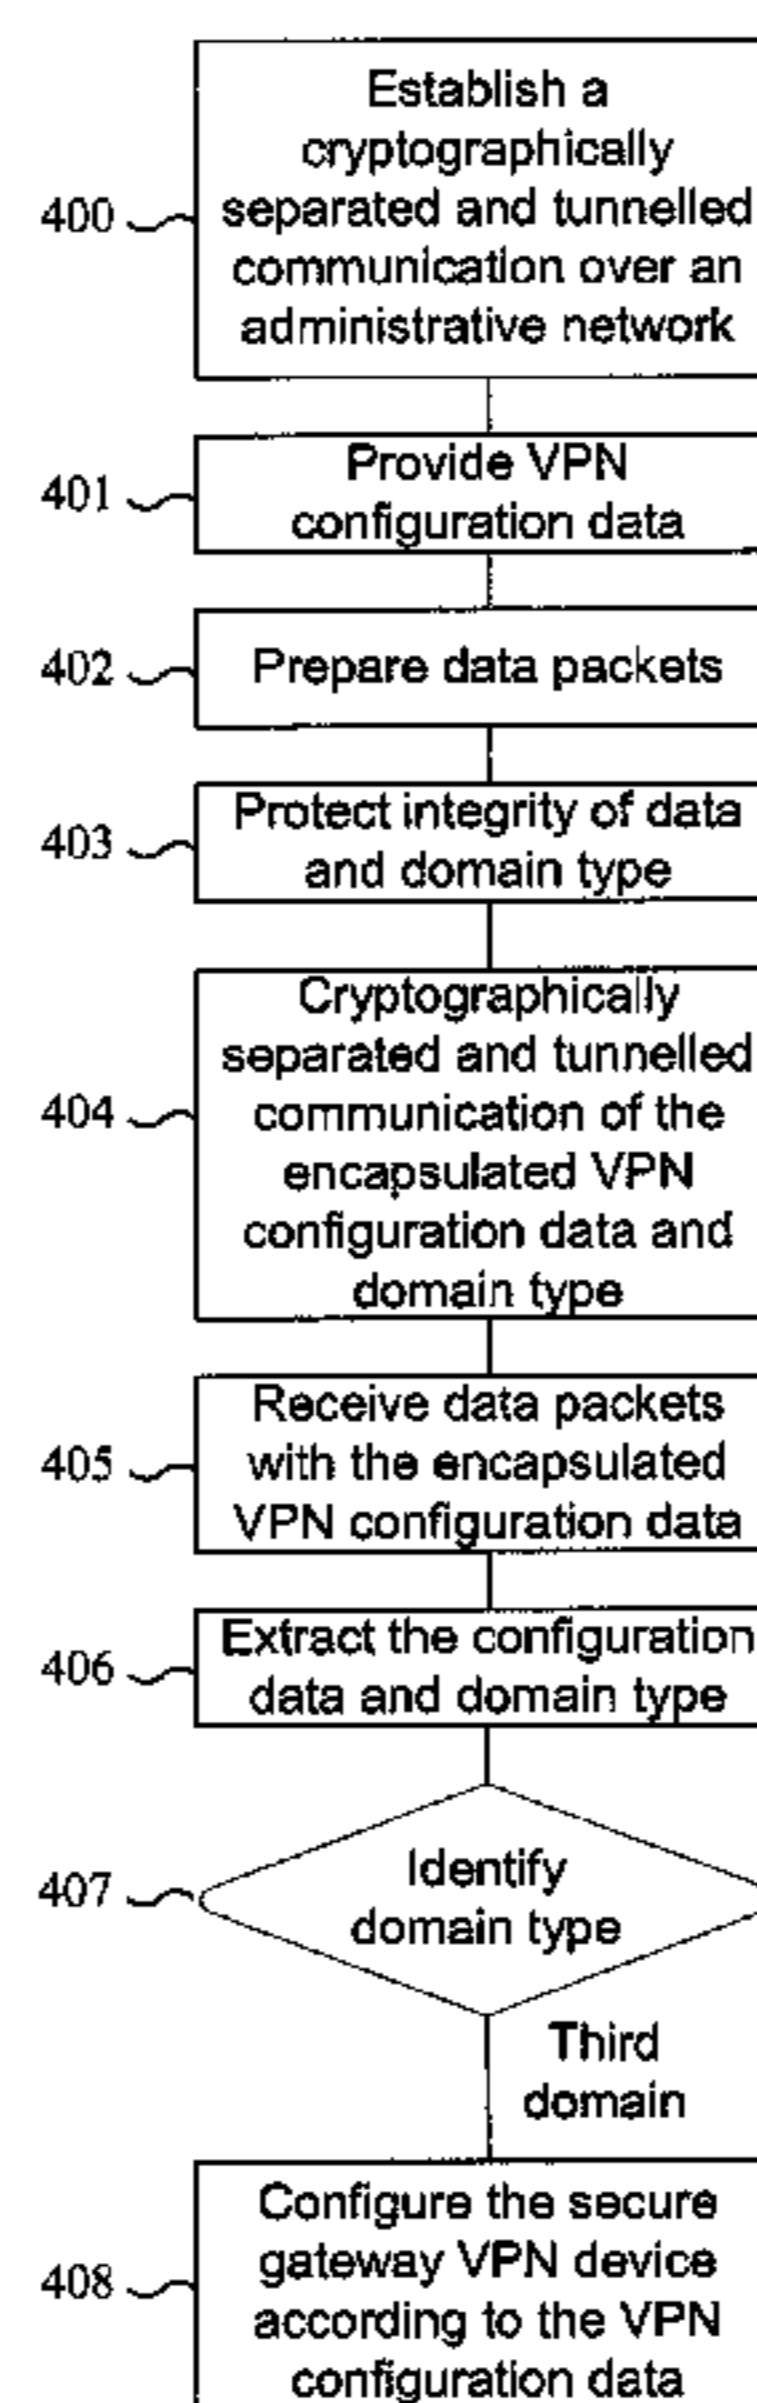 Establish a
cryptographically
400 separated and tunnelled
communication over an
administrative network
Provide VPN
401 configuration data
402 Prepare data packets
Protect integrity of data
403 and domain type
Cryptographically
separated and tunnelled
404 communication of the
encapsulated VPN
configuration data and
domain type
Receive data packets
405 with the encapsulated
VPN configuration data
Extract the configuration
406 data and domain type
Identify
407 domain type
Third
domain
Configure the secure
gateway VPN device
408 according to the VPN
configuration data